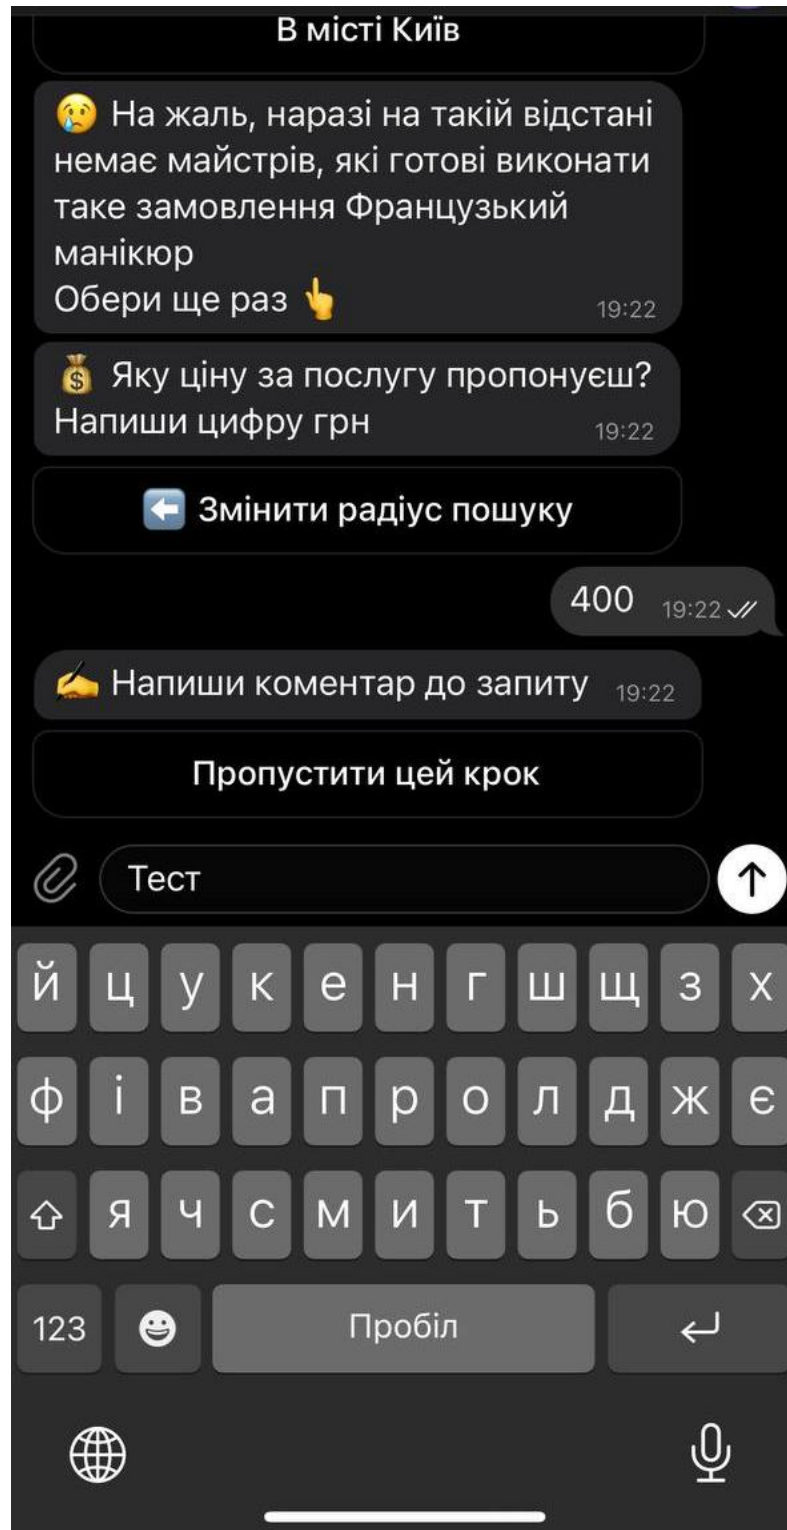 В місті Київ
😢 На жаль, наразі на такій відстані
немає майстрів, які готові виконати
таке замовлення Французький
манікюр
Обери ще раз 👆 19:22
💰 Яку ціну за послугу пропонуєш?
Напиши цифру грн 19:22
⬅️ Змінити радіус пошуку
400 19:22
✍️ Напиши коментар до запиту 19:22
Пропустити цей крок
Тест
й ц у к е н г ш щ з х
ф і в а п р о л д ж є
я ч с м и т ь б ю
123 Пробіл